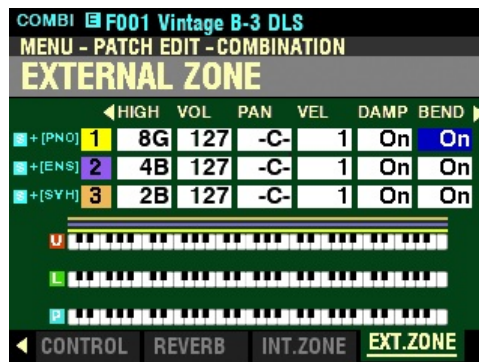 COMBI E F001 Vintage B-3 DLS
MENU - PATCH EDIT - COMBINATION
EXTERNAL ZONE
HIGH VOL PAN VEL DAMP BEND
S + [PNO] 1 8G 127 -C- 1 On On
S + [ENS] 2 4B 127 -C- 1 On On
S + [SYH] 3 2B 127 -C- 1 On On
U
L
P
CONTROL REVERB INT.ZONE EXT.ZONE